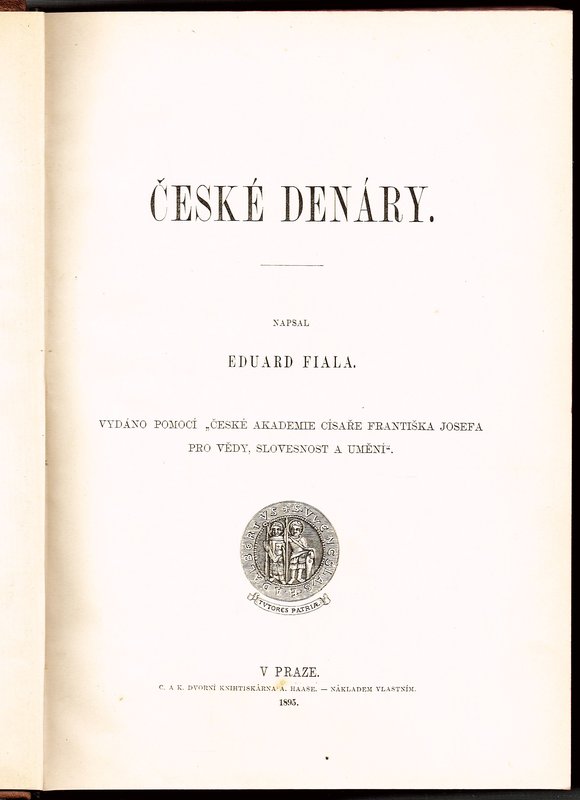 ČESKÉ DENÁRY.
NAPSAL
EDUARD FIALA.
VYDÁNO POMOCÍ „ČESKÉ AKADEMIE CÍSAŘE FRANTIŠKA JOSEFA
PRO VĚDY, SLOVESNOST A UMĚNÍ“.
TVTORES PATRIÆ
V PRAZE.
C. A K. DVORNÍ KNIHTISKÁRNA A. HAASE. — NÁKLADEM VLASTNÍM.
1895.